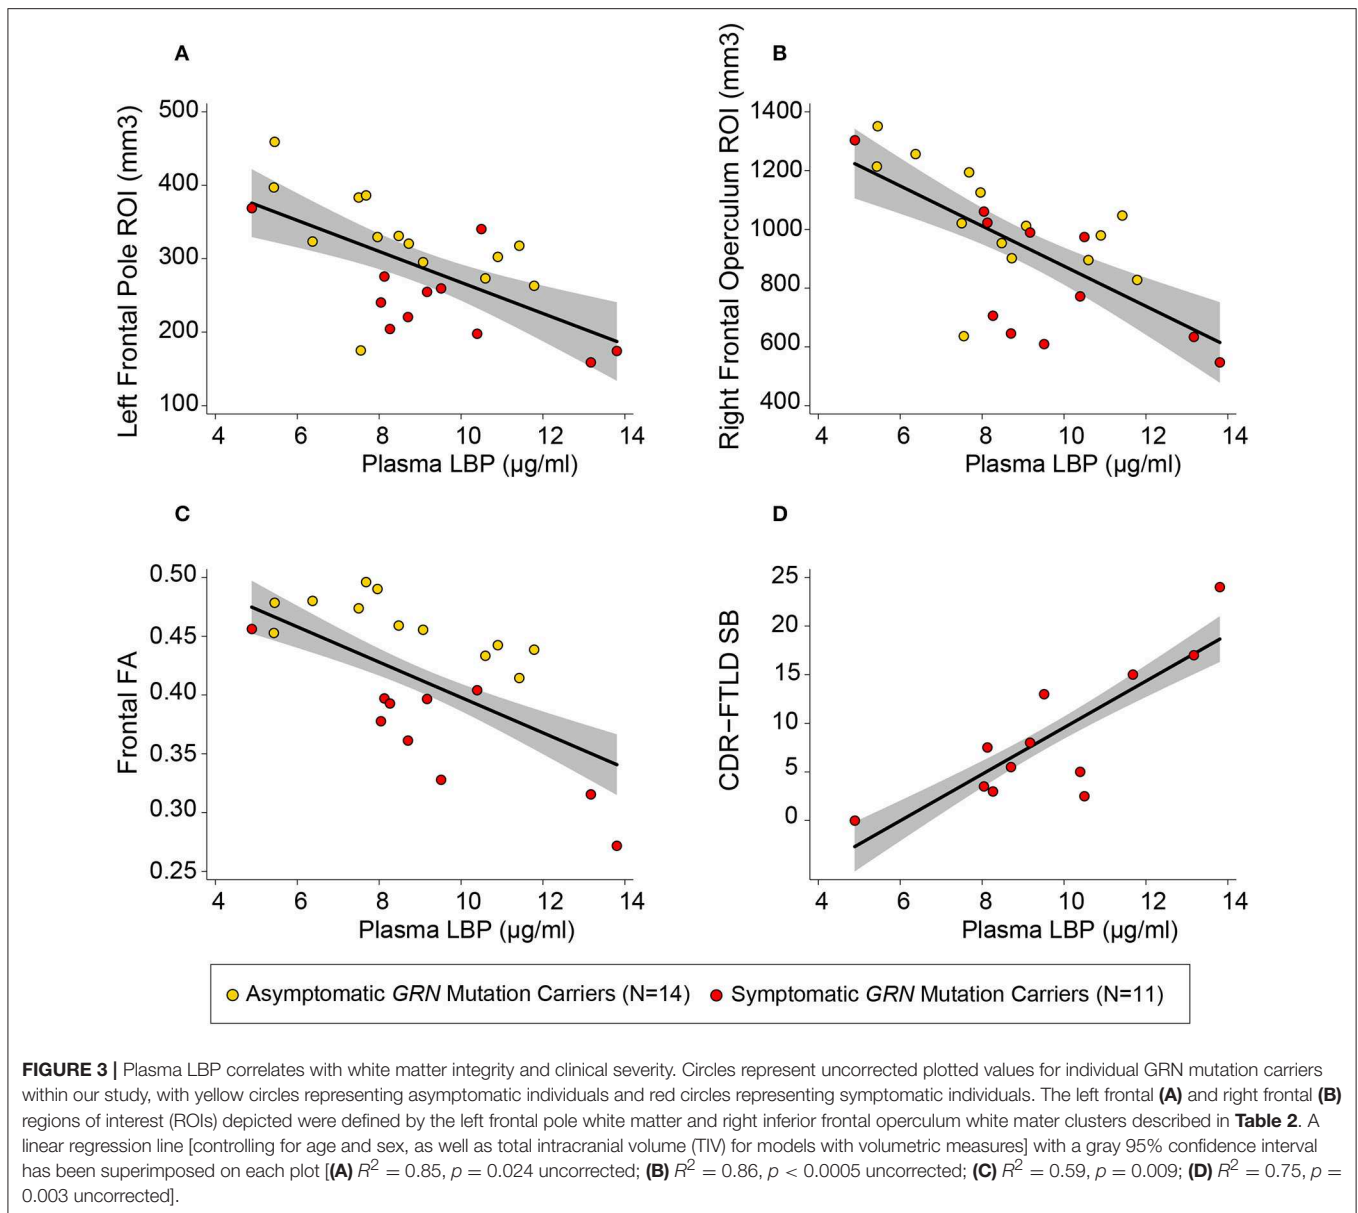 A
Left Frontal Pole ROI (mm3)
500
400
300
200
100
4 6 8 10 12 14
Plasma LBP (µg/ml)
B
Right Frontal Operculum ROI (mm3)
1400
1200
1000
800
600
400
4 6 8 10 12 14
Plasma LBP (µg/ml)
C
Frontal FA
0.50
0.45
0.40
0.35
0.30
0.25
4 6 8 10 12 14
Plasma LBP (µg/ml)
D
CDR−FTLD SB
25
20
15
10
5
0
4 6 8 10 12 14
Plasma LBP (µg/ml)
Asymptomatic GRN Mutation Carriers (N=14) Symptomatic GRN Mutation Carriers (N=11)
FIGURE 3 | Plasma LBP correlates with white matter integrity and clinical severity. Circles represent uncorrected plotted values for individual GRN mutation carriers
within our study, with yellow circles representing asymptomatic individuals and red circles representing symptomatic individuals. The left frontal (A) and right frontal (B)
regions of interest (ROIs) depicted were defined by the left frontal pole white matter and right inferior frontal operculum white mater clusters described in Table 2. A
linear regression line [controlling for age and sex, as well as total intracranial volume (TIV) for models with volumetric measures] with a gray 95% confidence interval
has been superimposed on each plot [(A) R² = 0.85, p = 0.024 uncorrected; (B) R² = 0.86, p < 0.0005 uncorrected; (C) R² = 0.59, p = 0.009; (D) R² = 0.75, p =
0.003 uncorrected].